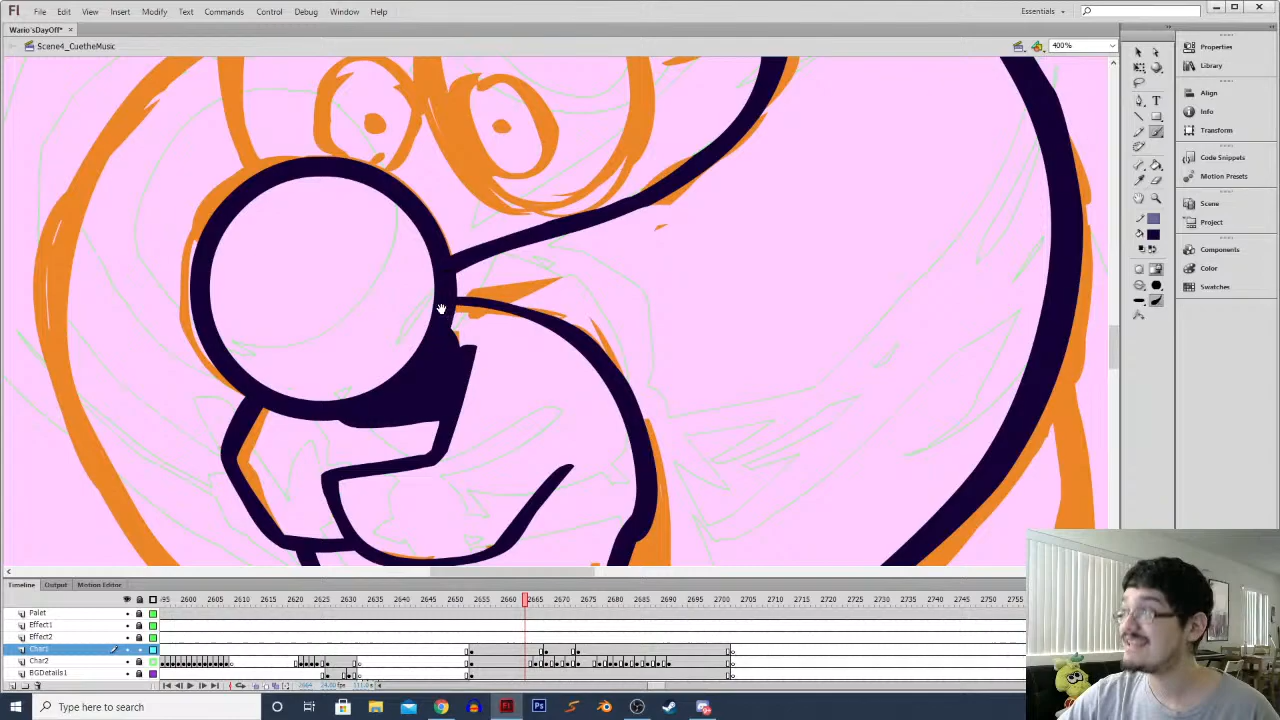 Fl File Edit View Insert Modify Text Commands Control Debug Window Help Essentials
Wario'sDayOff* ×
Scene4_CuetheMusic 400%
Properties
Library
Align
Info
Transform
Code Snippets
Motion Presets
Scene
Project
Components
Color
Swatches
Timeline Output Motion Editor
2600 2605 2610 2615 2620 2625 2630 2635 2640 2645 2650 2655 2660 2665 2670 2675 2680 2685 2690 2695 2700 2705 2710 2715 2720 2725 2730 2735 2740 2745 2750 2755
Palet
Effect1
Effect2
Char1
Char2
BGDetails1
Type here to search